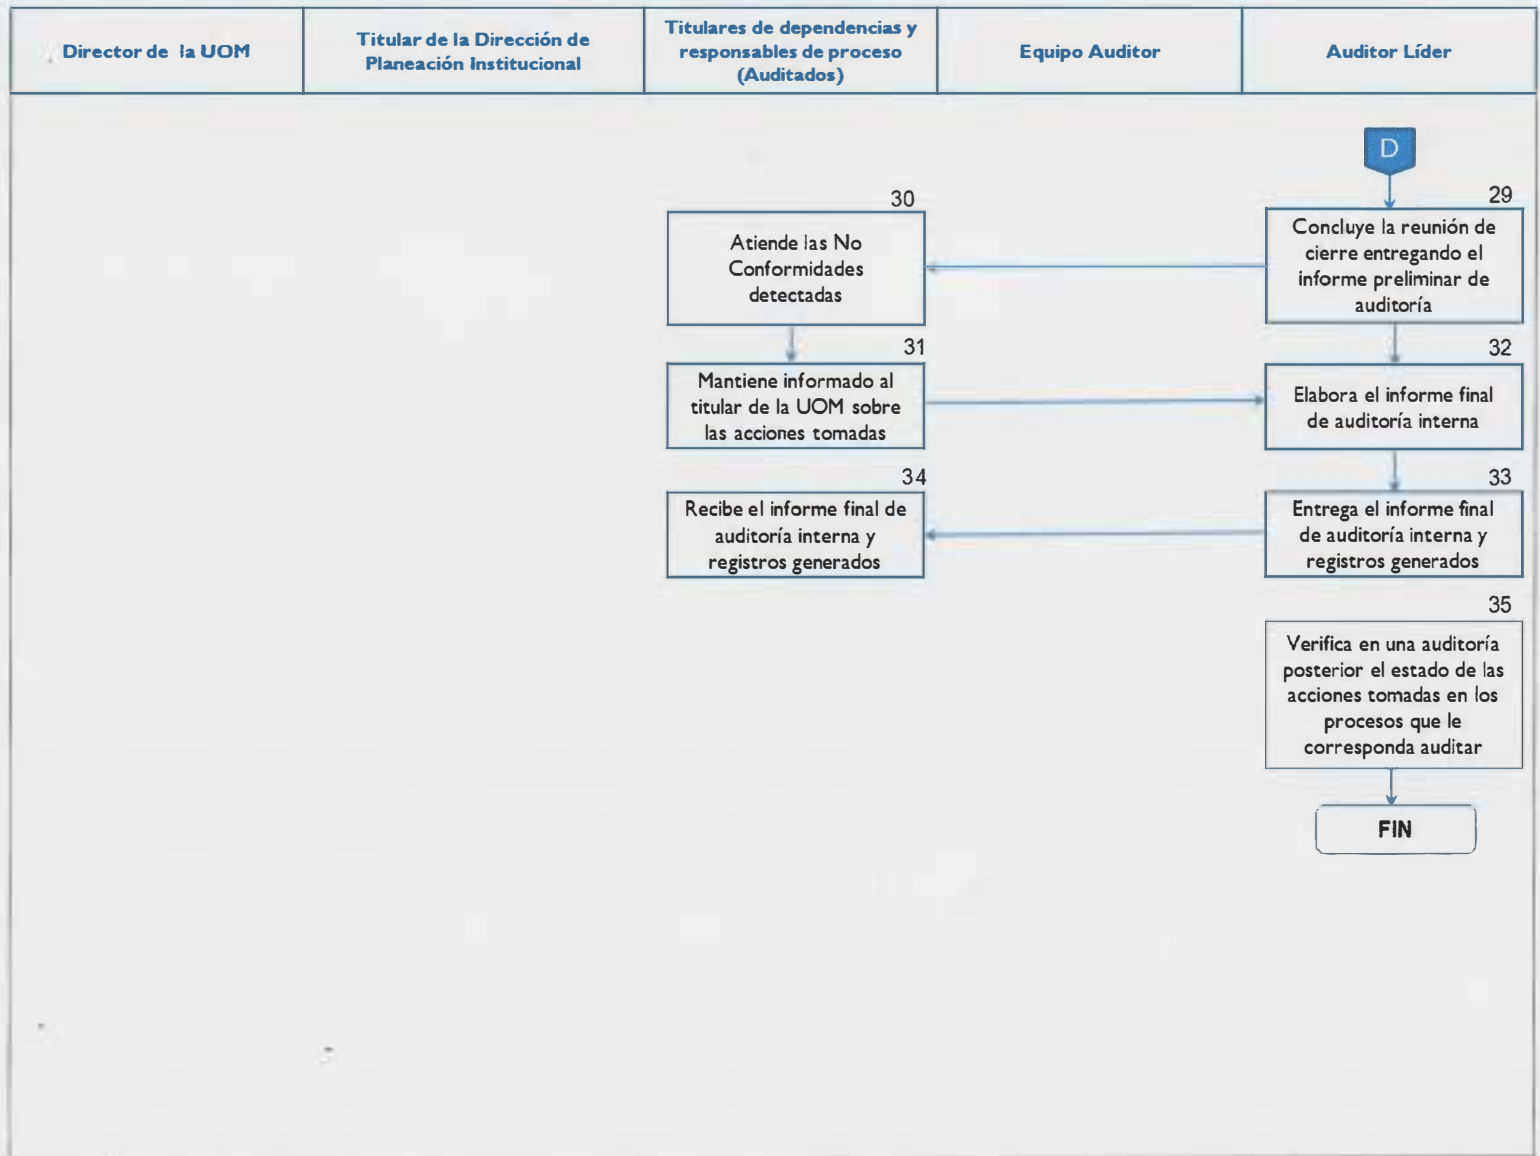 Director de la UOM
Titular de la Dirección de
Planeación Institucional
Titulares de dependencias y
responsables de proceso
(Auditados)
Equipo Auditor
Auditor Líder
D
29
Concluye la reunión de
cierre entregando el
informe preliminar de
auditoría
30
Atiende las No
Conformidades
detectadas
31
Mantiene informado al
titular de la UOM sobre
las acciones tomadas
32
Elabora el informe final
de auditoría interna
33
Entrega el informe final
de auditoría interna y
registros generados
34
Recibe el informe final de
auditoría interna y
registros generados
35
Verifica en una auditoría
posterior el estado de las
acciones tomadas en los
procesos que le
corresponda auditar
FIN